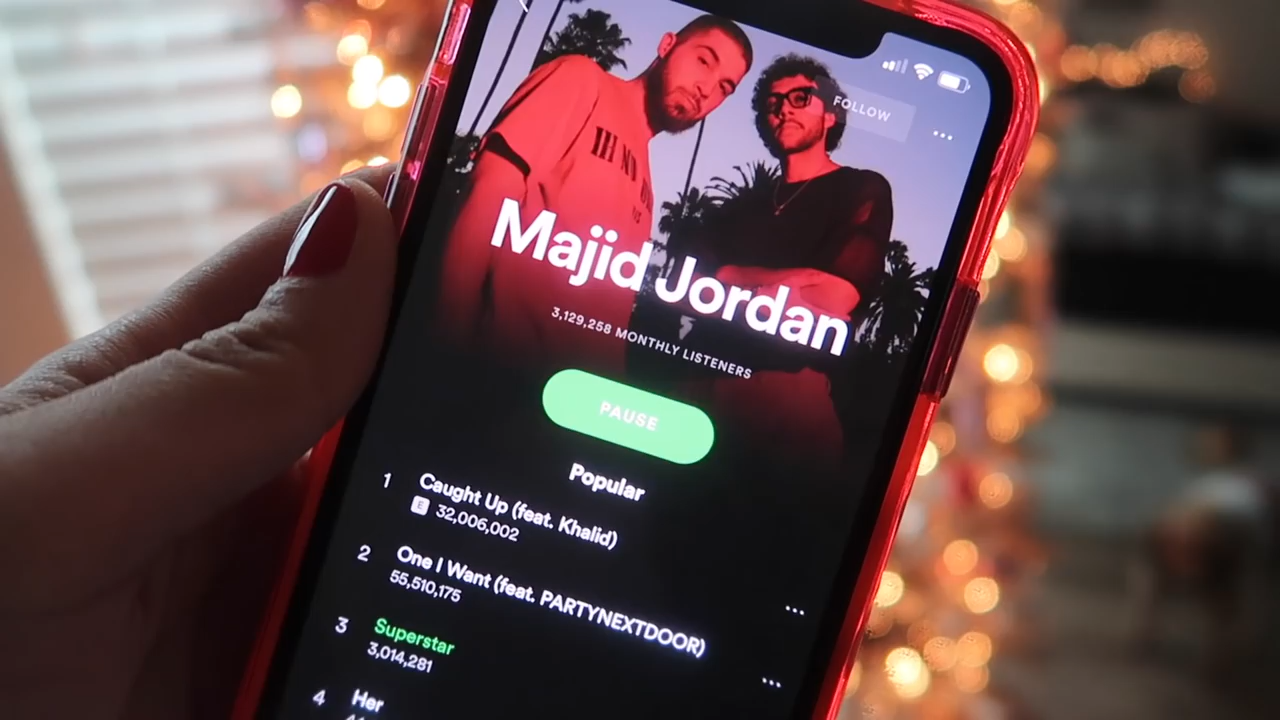 FOLLOW
Majid Jordan
3,129,258 MONTHLY LISTENERS
PAUSE
Popular
1 Caught Up (feat. Khalid)
E 32,006,002
2 One I Want (feat. PARTYNEXTDOOR)
55,510,175
3 Superstar
3,014,281
4 Her